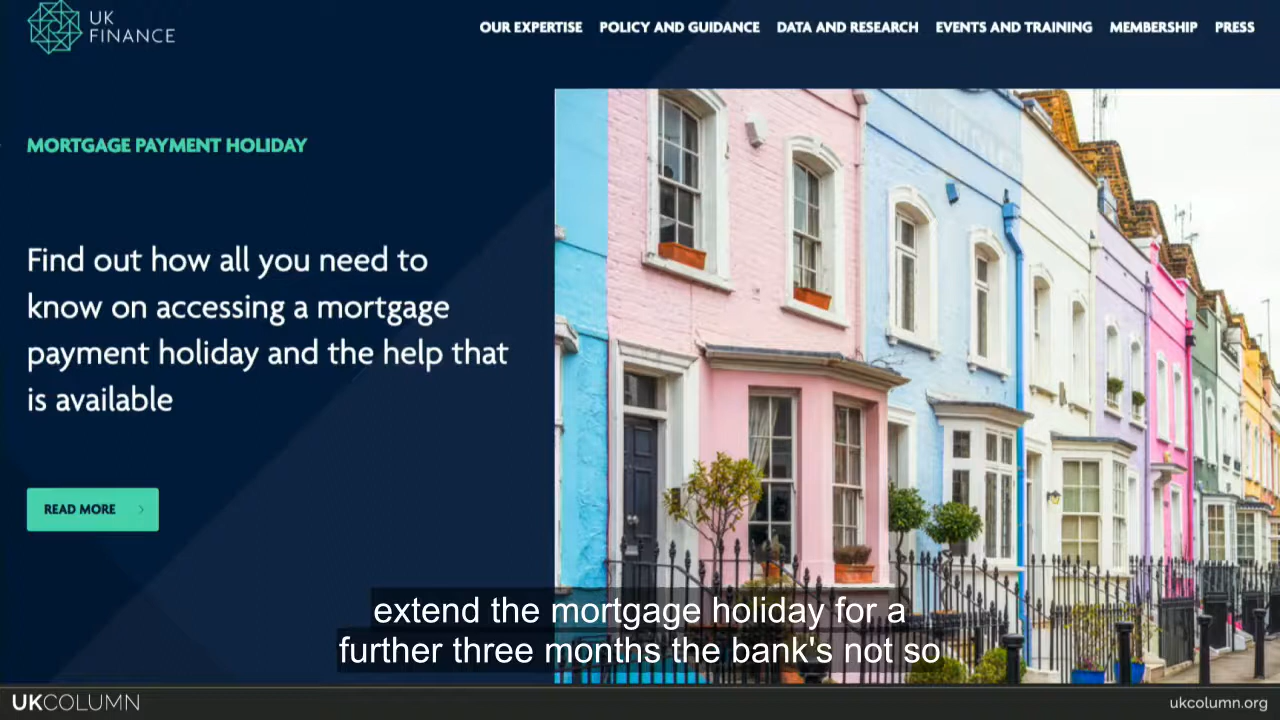 UK
FINANCE
OUR EXPERTISE POLICY AND GUIDANCE DATA AND RESEARCH EVENTS AND TRAINING MEMBERSHIP PRESS
MORTGAGE PAYMENT HOLIDAY
Find out how all you need to
know on accessing a mortgage
payment holiday and the help that
is available
READ MORE
extend the mortgage holiday for a
further three months the bank's not so
UKCOLUMN
ukcolumn.org